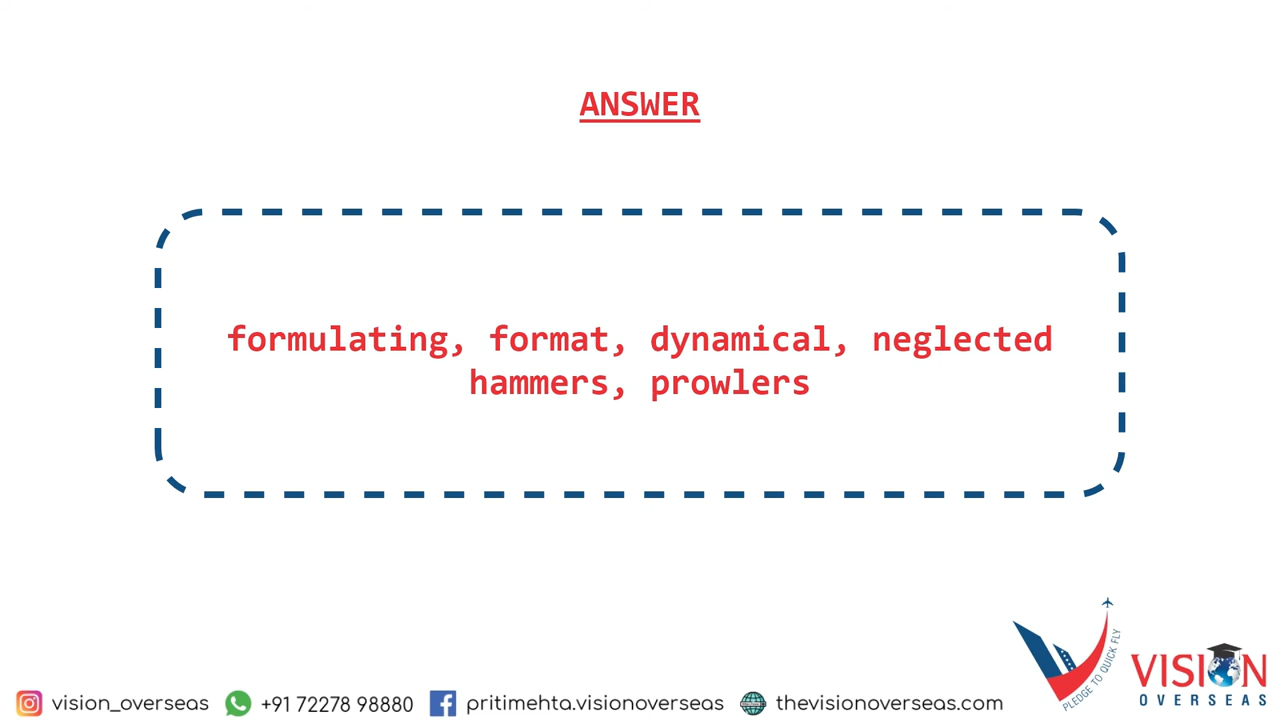 ANSWER
formulating, format, dynamical, neglected
hammers, prowlers
PLEDGE TO QUICK FLY
VISION
OVERSEAS
vision_overseas +91 72278 98880 pritimehta.visionoverseas thevisionoverseas.com